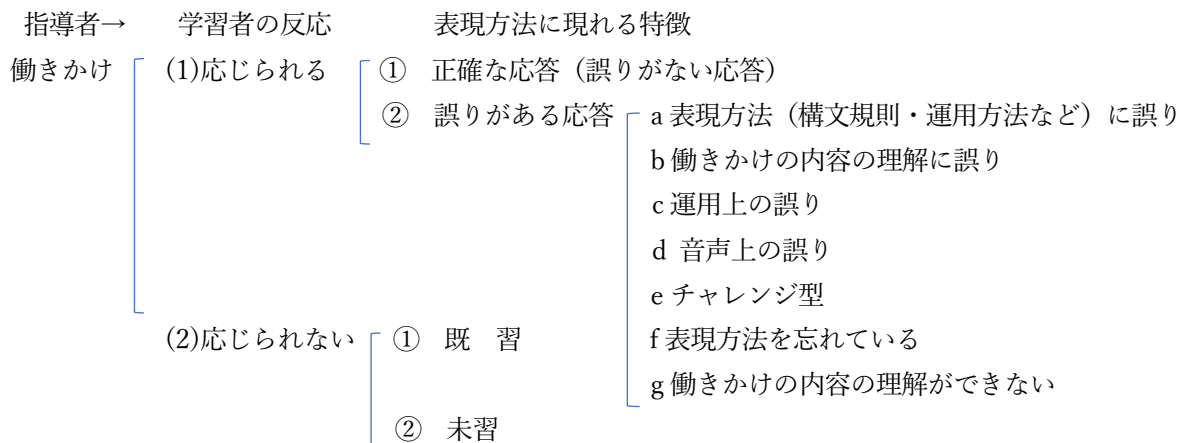 指導者→ 学習者の反応 表現方法に現れる特徴
働きかけ (1)応じられる ① 正確な応答(誤りがない応答)
② 誤りがある応答 a 表現方法(構文規則・運用方法など)に誤り
b 働きかけの内容の理解に誤り
c 運用上の誤り
d 音声上の誤り
e チャレンジ型
(2)応じられない ① 既 習 f 表現方法を忘れている
g 働きかけの内容の理解ができない
② 未習